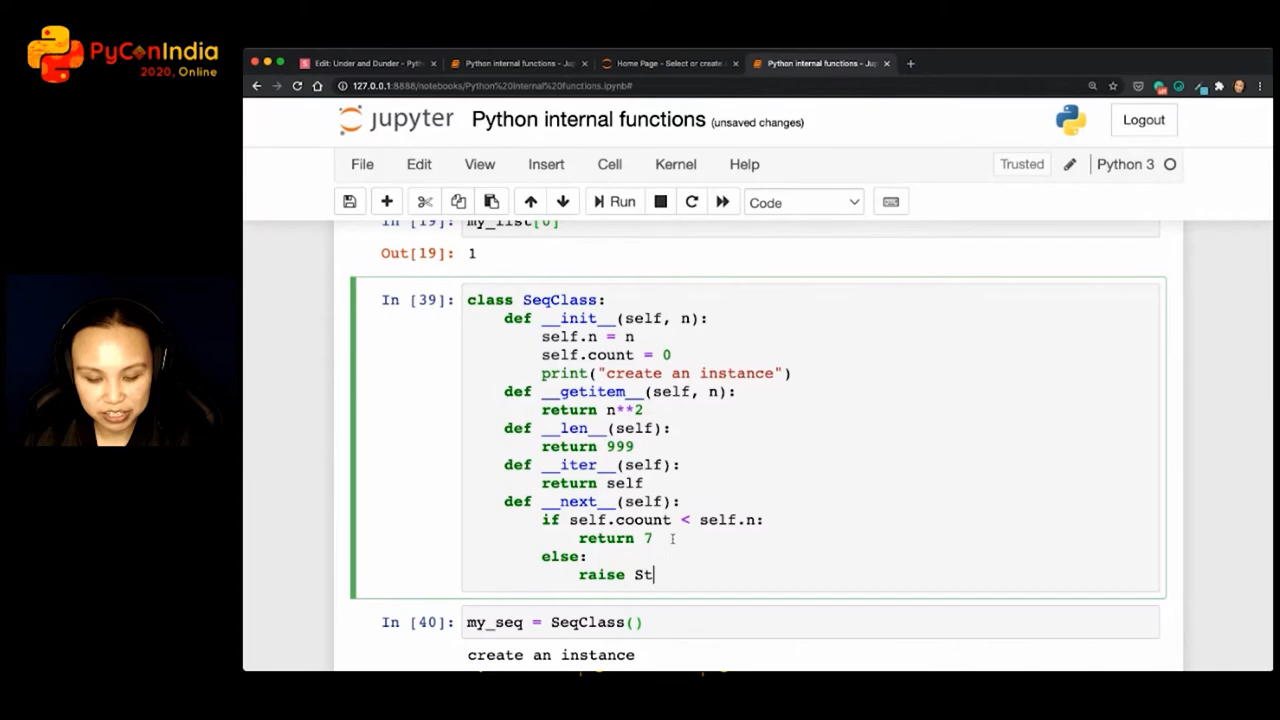 PyConIndia
2020, Online
Edit: Under and Dunder - Pyth
Python internal functions - Jup
Home Page - Select or create
Python internal functions - Jup
127.0.0.1:8888/notebooks/Python%20internal%20functions.ipynb#
jupyter Python internal functions (unsaved changes) Logout
File Edit View Insert Cell Kernel Help Trusted Python 3
Run Code
In [19]: my_list[0]
Out[19]: 1
In [39]: class SeqClass:
def __init__(self, n):
self.n = n
self.count = 0
print("create an instance")
def __getitem__(self, n):
return n**2
def __len__(self):
return 999
def __iter__(self):
return self
def __next__(self):
if self.coount < self.n:
return 7
else:
raise St
In [40]: my_seq = SeqClass()
create an instance